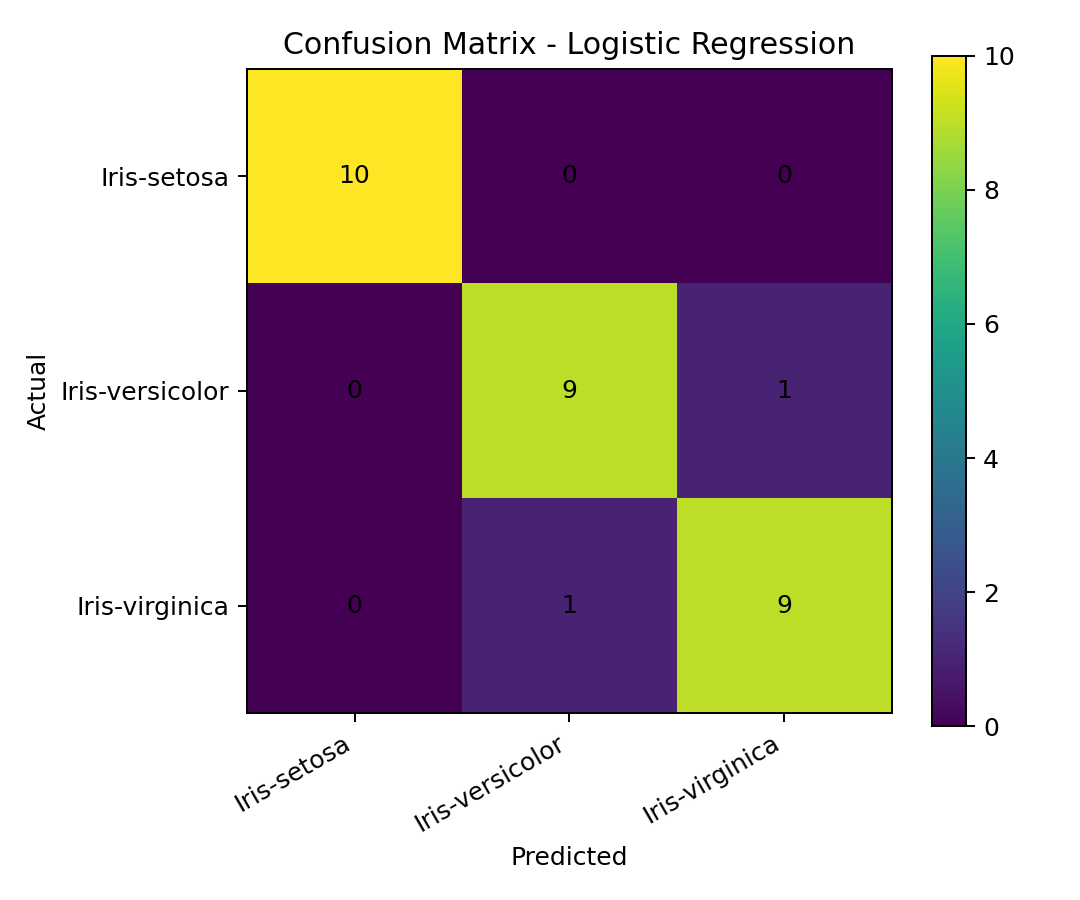 Confusion Matrix - Logistic Regression
10
8
6
4
2
0
Actual
Iris-setosa
10 0 0
Iris-versicolor
0 9 1
Iris-virginica
0 1 9
Iris-setosa
Iris-versicolor
Iris-virginica
Predicted